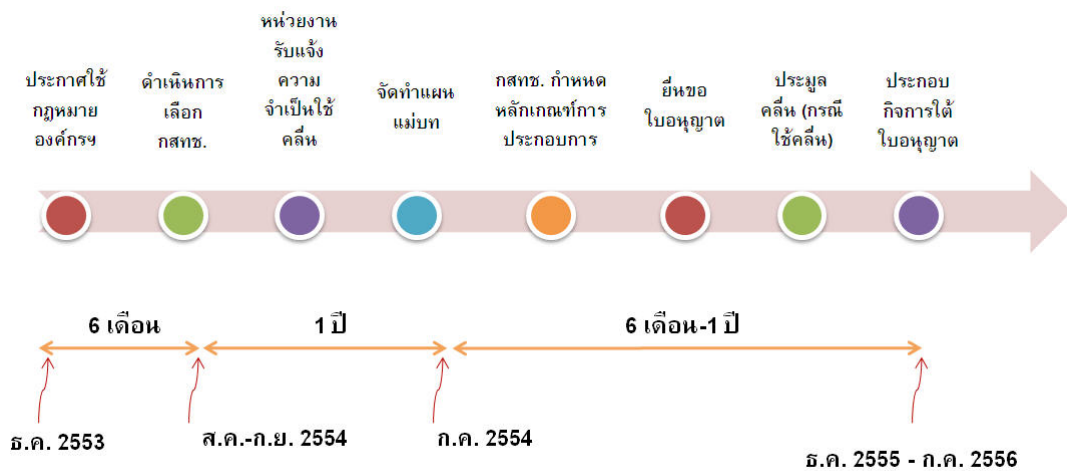 ประกาศใช้
กฎหมาย
องค์กรฯ
ดำเนินการ
เลือก
กสทช.
หน่วยงาน
รับแจ้ง
ความ
จำเป็นใช้
คลื่น
จัดทำแผน
แม่บท
กสทช. กำหนด
หลักเกณฑ์การ
ประกอบการ
ยื่นขอ
ใบอนุญาต
ประมูล
คลื่น (กรณี
ใช้คลื่น)
ประกอบ
กิจการใต้
ใบอนุญาต
6 เดือน
1 ปี
6 เดือน-1 ปี
ธ.ค. 2553
ส.ค.-ก.ย. 2554
ก.ค. 2554
ธ.ค. 2555 - ก.ค. 2556